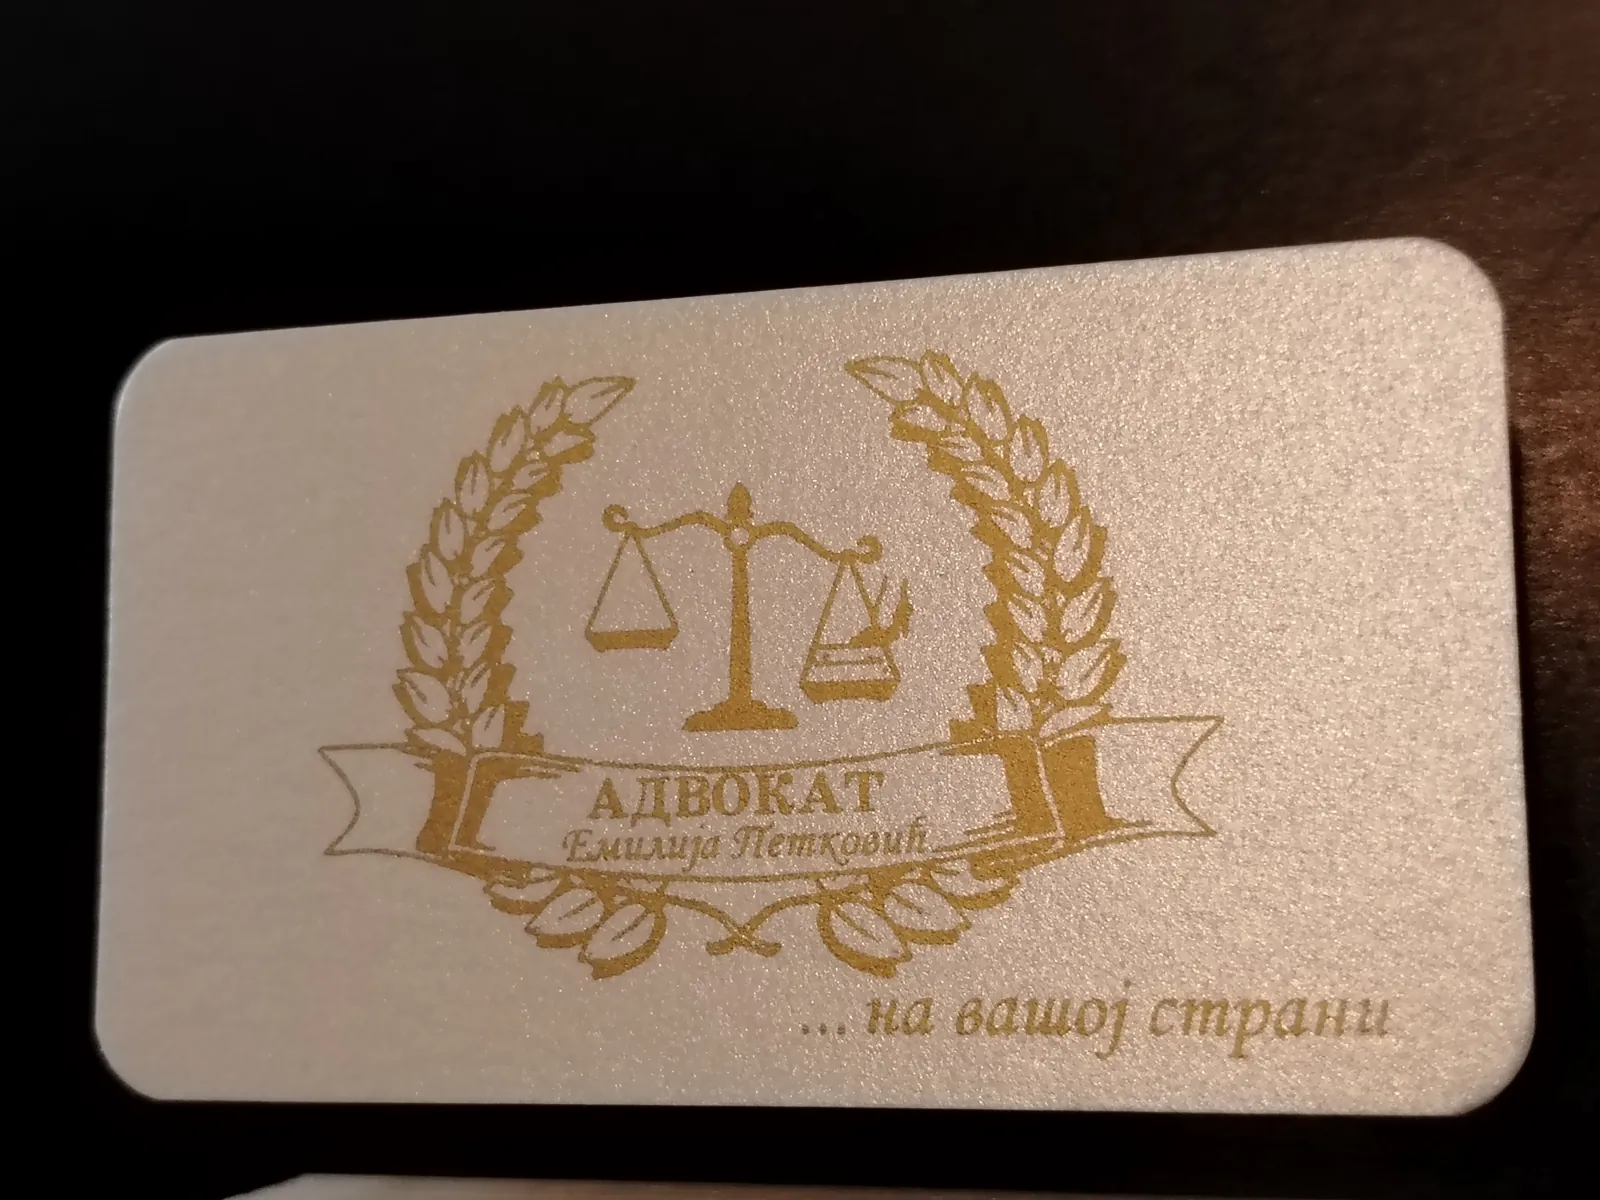 АДВОКАТ
Емилија Петковић
... на вашој страни